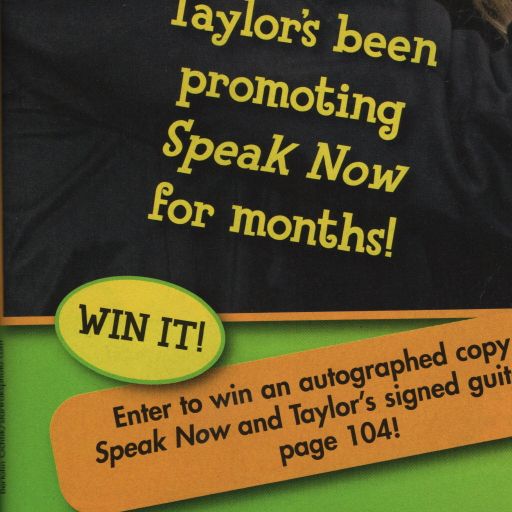 Taylor's been
promoting
Speak Now
for months!
WIN IT!
Enter to win an autographed copy
Speak Now and Taylor's signed
page 104!